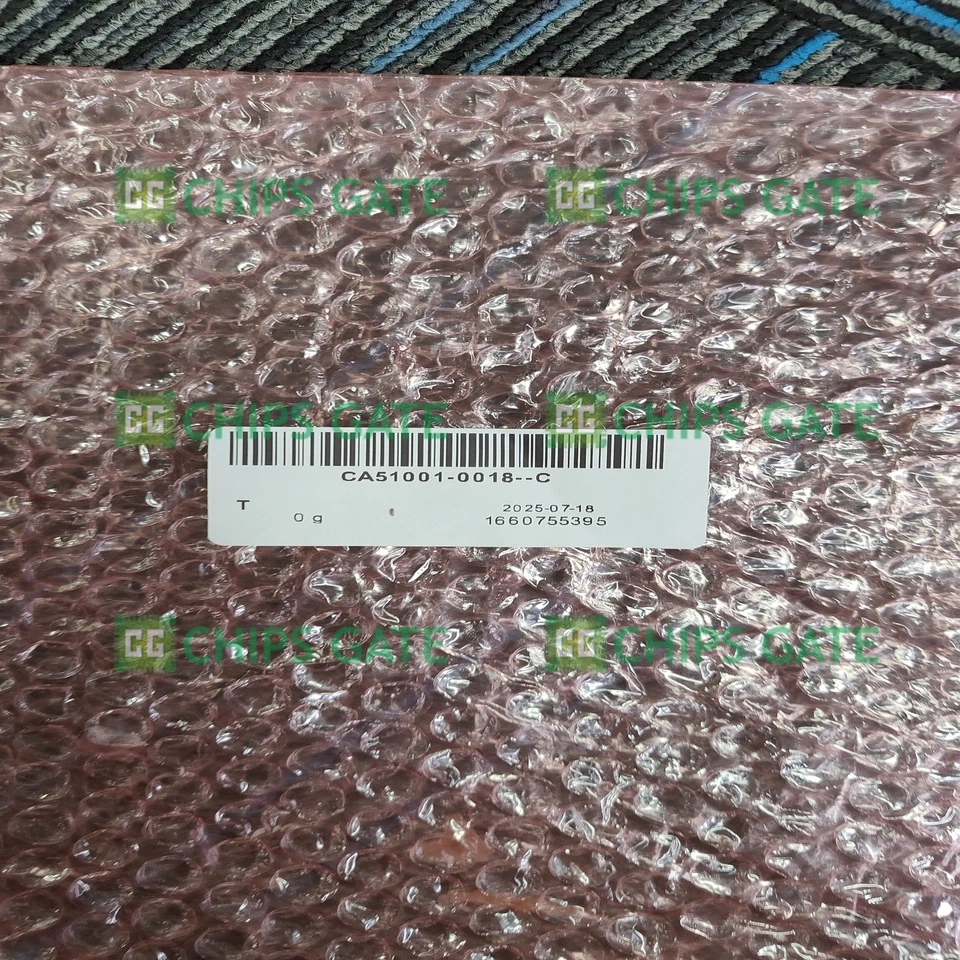 CG CHIPS GATE CG CHIPS GATE
CG CHIPS GATE CG CHIPS GATE
CA51001-0018--C
T
0 g
2025-07-18
1660755395
CG CHIPS GATE CG CHIPS GATE